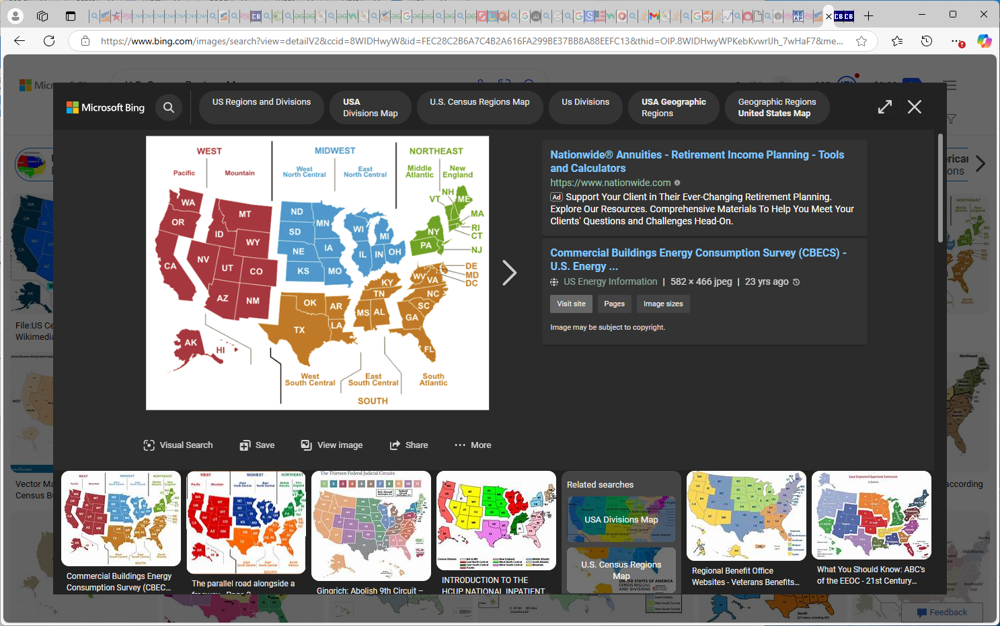 https://www.bing.com/images/search?view=detailV2&ccid=8WIDHwyW&id=FEC28C2B6A7C4B2A616FA299BE37BB8A88EEFC13&thid=OIP.8WIDHwyWPKebKvwrIJh_7wHaF7&me...
Microsoft Bing
US Regions and Divisions
USA
Divisions Map
U.S. Census Regions Map
Us Divisions
USA Geographic
Regions
Geographic Regions
United States Map
WEST
MIDWEST
NORTHEAST
Pacific
Mountain
West
North Central
East
North Central
Middle
Atlantic
New
England
WA
OR
CA
MT
ID
WY
NV
UT
CO
AZ
NM
AK
HI
ND
SD
NE
KS
MN
IA
MO
WI
MI
IL
IN
OH
NH
VT
ME
MA
RI
CT
NY
PA
NJ
DE
MD
DC
WV
VA
KY
TN
NC
SC
GA
FL
OK
AR
TX
LA
MS
AL
West
South Central
East
South Central
South
Atlantic
SOUTH
Nationwide® Annuities - Retirement Income Planning - Tools
and Calculators
https://www.nationwide.com
Ad Support Your Client in Their Ever-Changing Retirement Planning.
Explore Our Resources. Comprehensive Materials To Help You Meet Your
Clients' Questions and Challenges Head-On.
Commercial Buildings Energy Consumption Survey (CBECS) -
U.S. Energy ...
US Energy Information | 582 × 466 jpeg | 23 yrs ago
Visit site
Pages
Image sizes
Image may be subject to copyright.
Visual Search
Save
View image
Share
More
File:US Ce
Wikimedia
Vector Ma
Census Bu
according
Commercial Buildings Energy
Consumption Survey (CBEC...
The parallel road alongside a
The Thirteen Federal Judicial Circuits
Gingrich: Abolish 9th Circuit –
INTRODUCTION TO THE
HCUP NATIONAL INPATIENT
Related searches
USA Divisions Map
U.S. Census Regions
Map
Regional Benefit Office
Websites - Veterans Benefits...
Equal Employment Opportunity Commission
What You Should Know: ABC's
of the EEOC - 21st Century...
Feedback